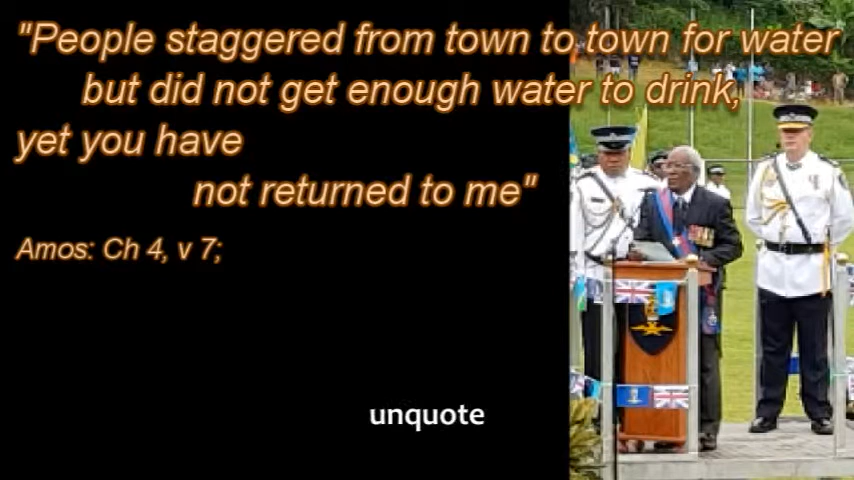 "People staggered from town to town for water
but did not get enough water to drink,
yet you have
not returned to me"
Amos: Ch 4, v 7;
unquote